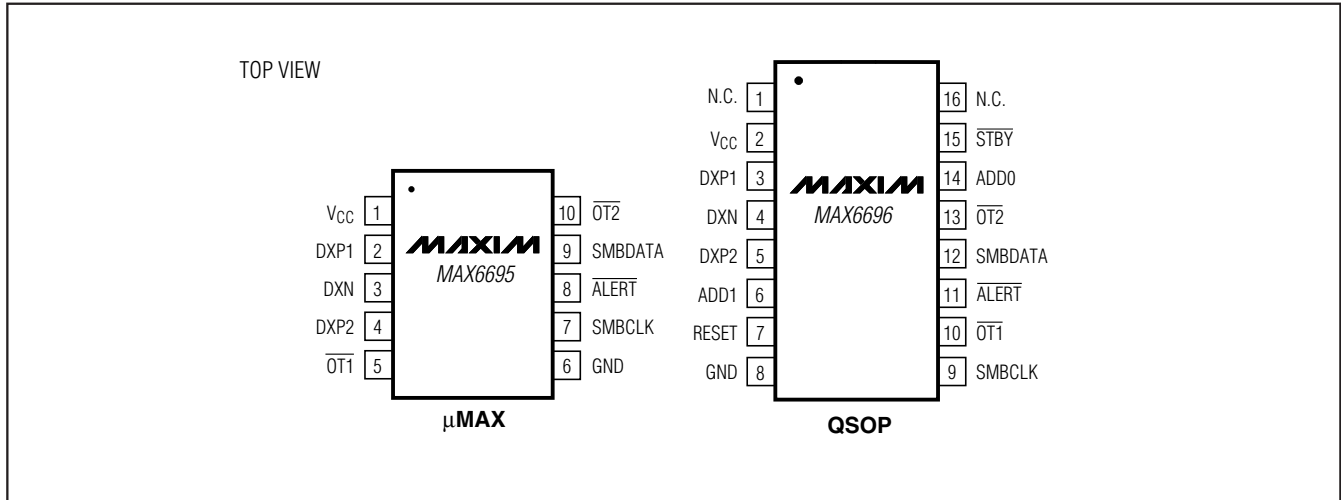 TOP VIEW
VCC 1
DXP1 2
DXN 3
DXP2 4
OT1 5
10 OT2
9 SMBDATA
8 ALERT
7 SMBCLK
6 GND
MAXIM
MAX6695
µMAX
N.C. 1
VCC 2
DXP1 3
DXN 4
DXP2 5
ADD1 6
RESET 7
GND 8
16 N.C.
15 STBY
14 ADD0
13 OT2
12 SMBDATA
11 ALERT
10 OT1
9 SMBCLK
MAXIM
MAX6696
QSOP